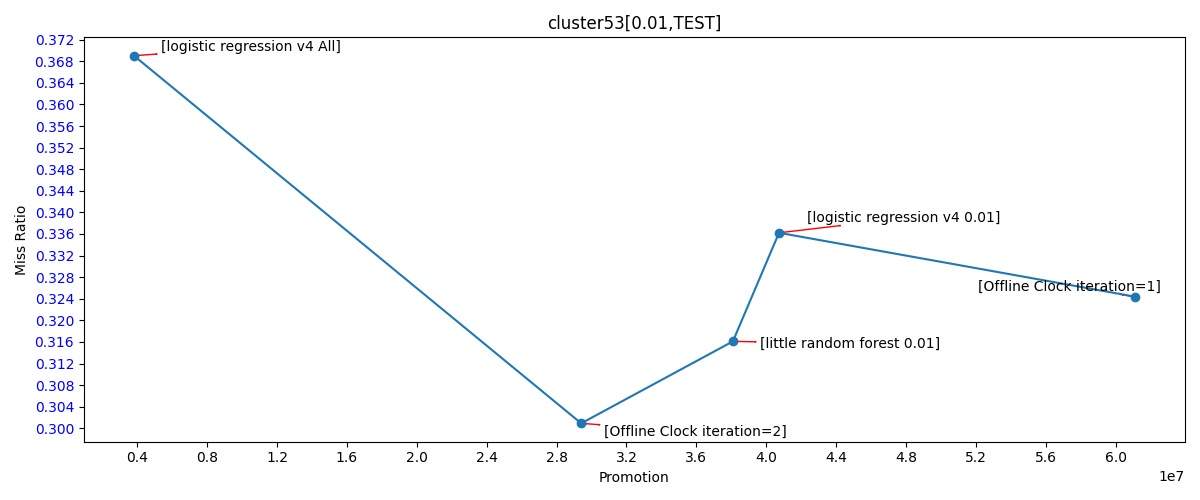 cluster53[0.01,TEST]
Miss Ratio
0.372
0.368
0.364
0.360
0.356
0.352
0.348
0.344
0.340
0.336
0.332
0.328
0.324
0.320
0.316
0.312
0.308
0.304
0.300
[logistic regression v4 All]
[logistic regression v4 0.01]
[Offline Clock iteration=1]
[little random forest 0.01]
[Offline Clock iteration=2]
0.4 0.8 1.2 1.6 2.0 2.4 2.8 3.2 3.6 4.0 4.4 4.8 5.2 5.6 6.0
1e7
Promotion